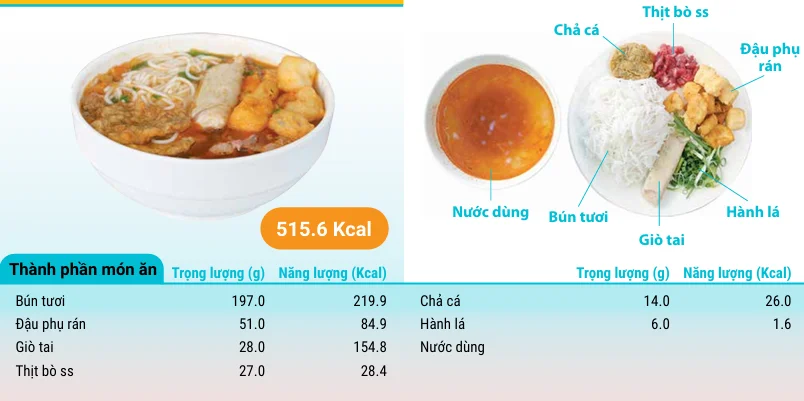 Thịt bò ss
Chả cá
Đậu phụ
rán
515.6 Kcal
Nước dùng
Bún tươi
Hành lá
Giò tai
Thành phần món ăn Trọng lượng (g) Năng lượng (Kcal)
Bún tươi 197.0 219.9
Đậu phụ rán 51.0 84.9
Giò tai 28.0 154.8
Thịt bò ss 27.0 28.4
Trọng lượng (g) Năng lượng (Kcal)
Chả cá 14.0 26.0
Hành lá 6.0 1.6
Nước dùng